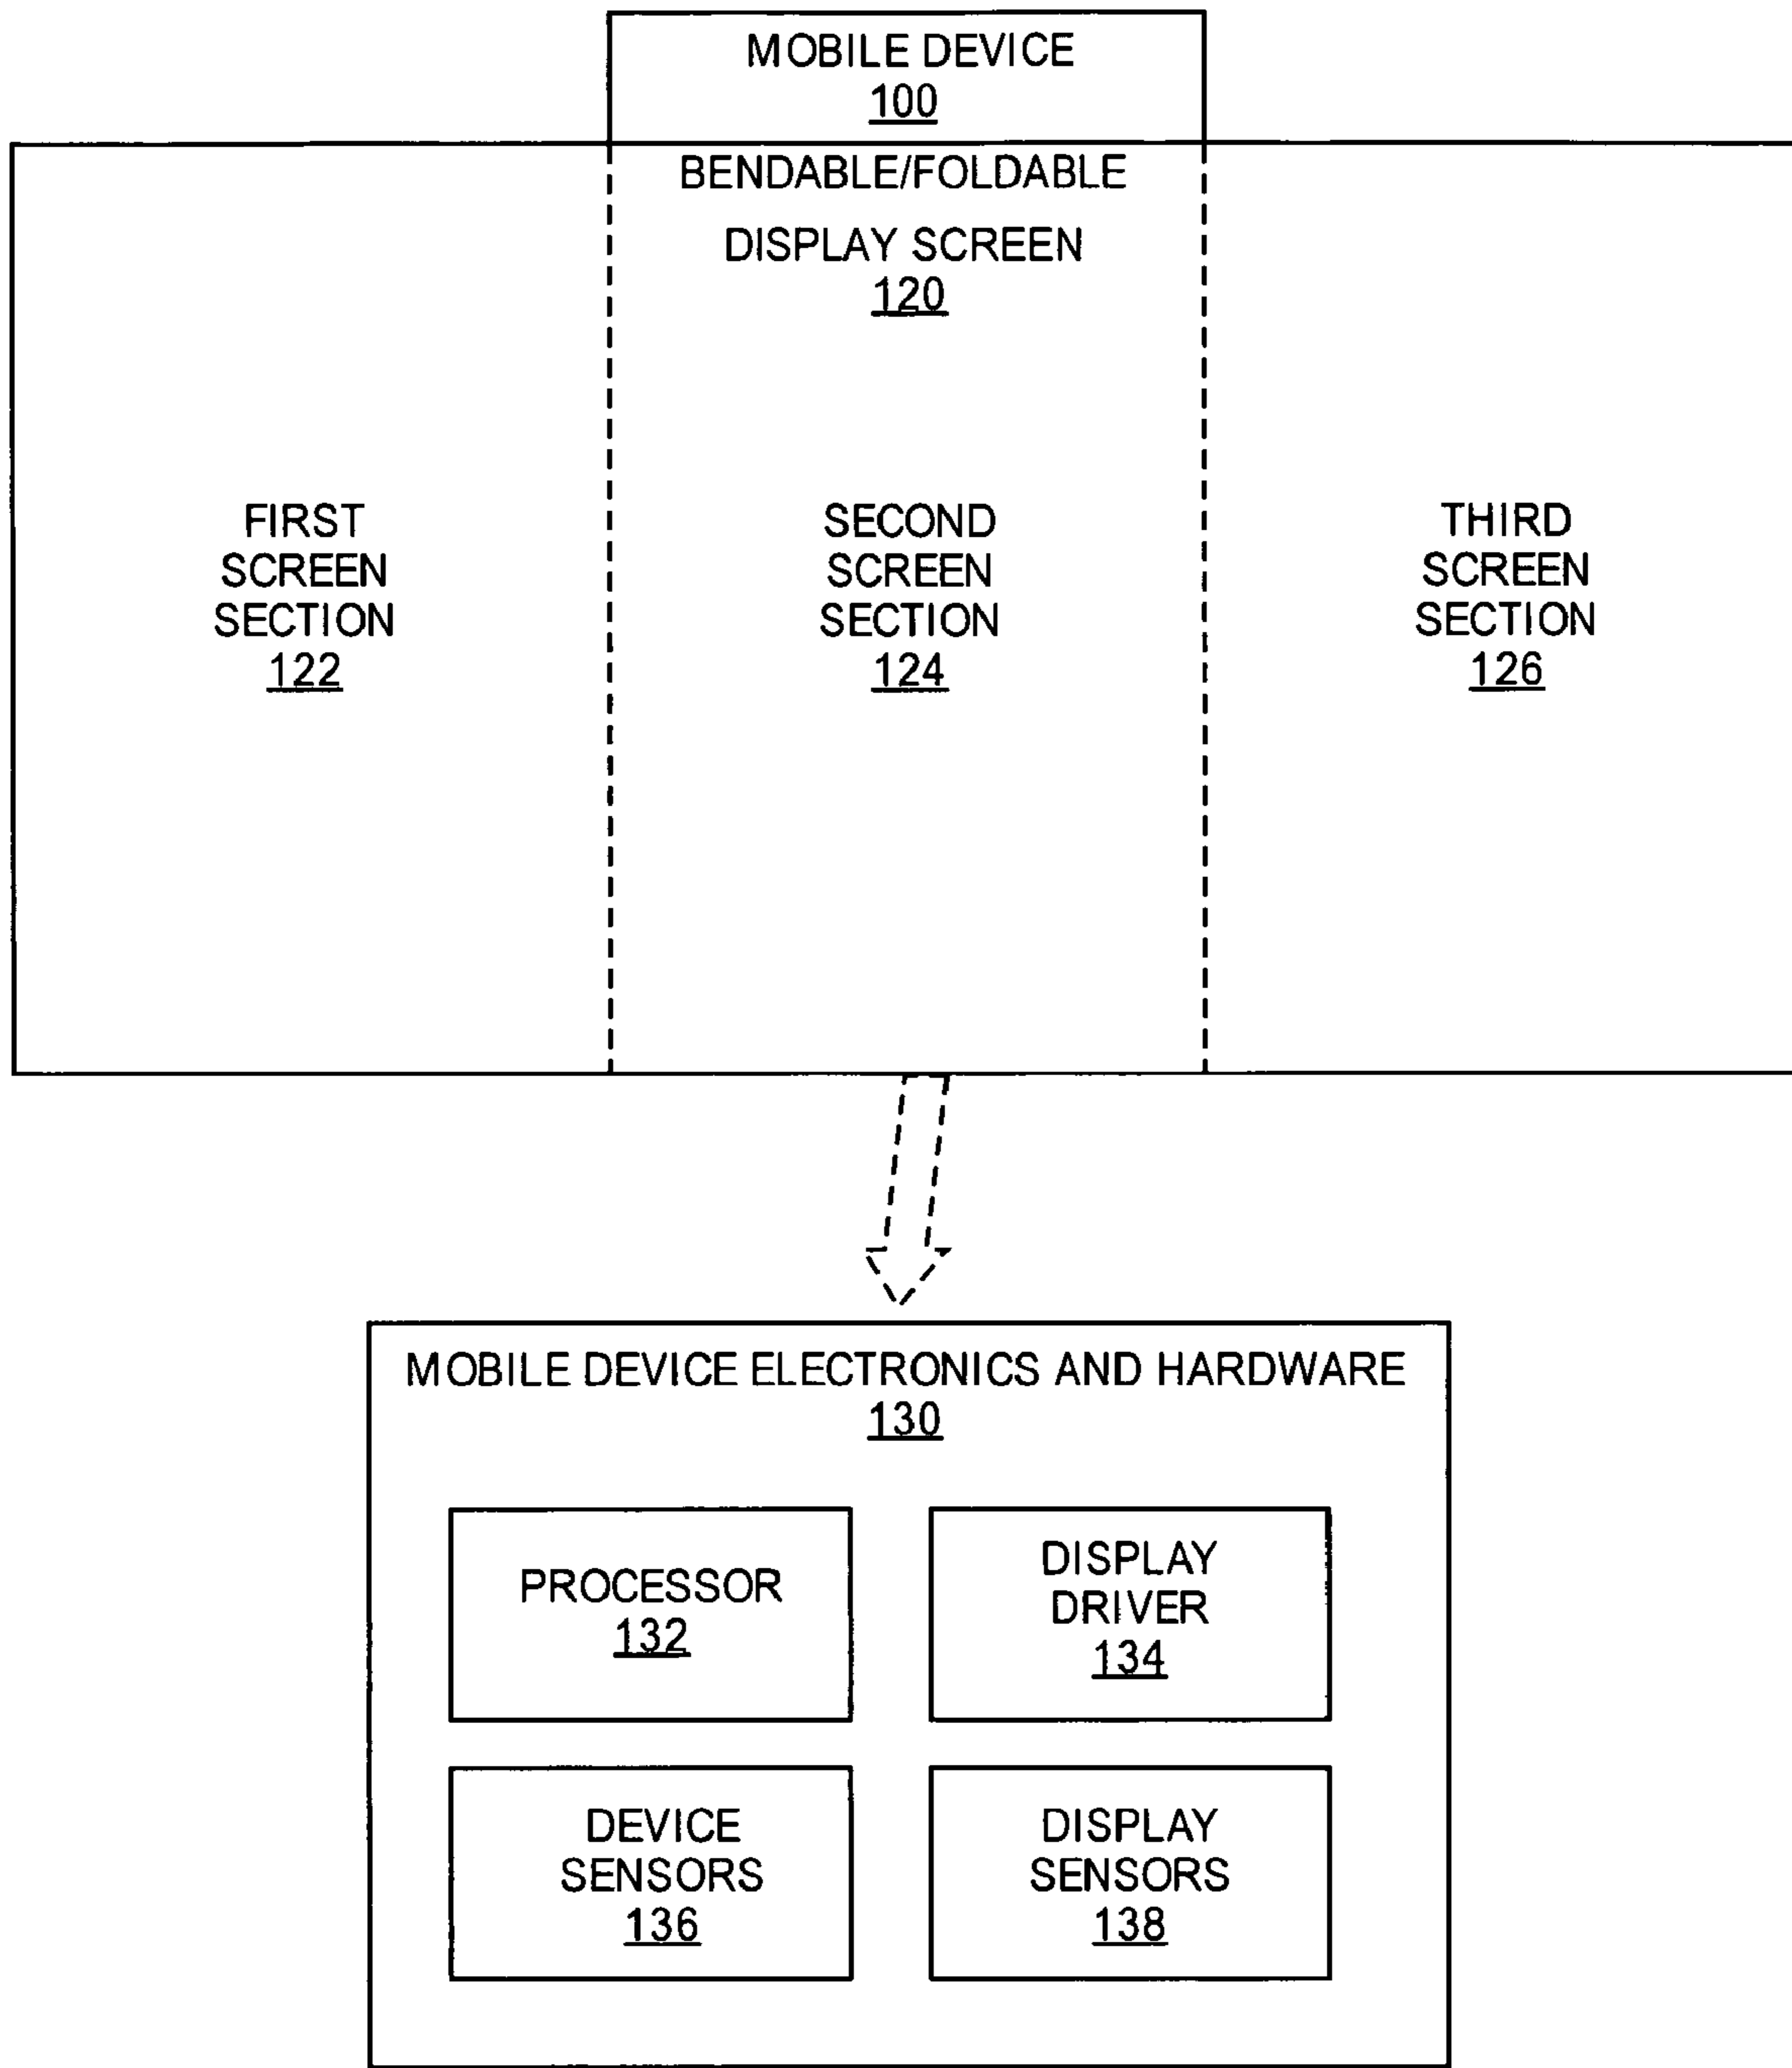 MOBILE DEVICE
100
BENDABLE/FOLDABLE
DISPLAY SCREEN
120
FIRST
SCREEN
SECTION
122
SECOND
SCREEN
SECTION
124
THIRD
SCREEN
SECTION
126
MOBILE DEVICE ELECTRONICS AND HARDWARE
130
PROCESSOR
132
DISPLAY
DRIVER
134
DEVICE
SENSORS
136
DISPLAY
SENSORS
138